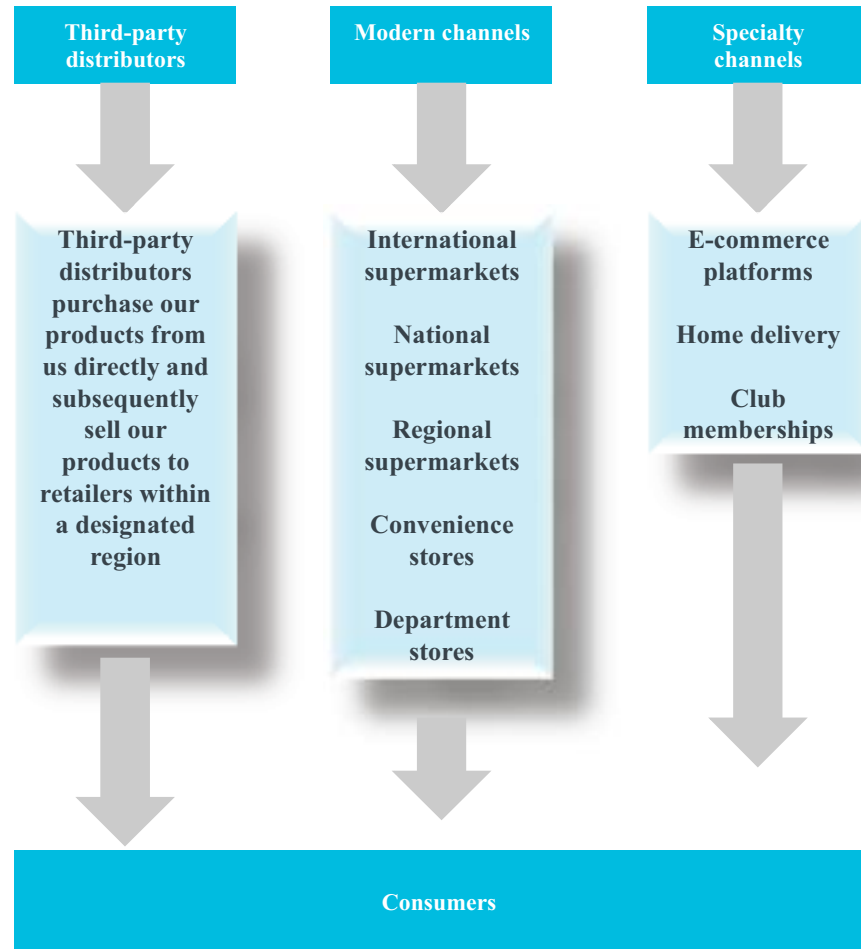 Third-party
distributors
Modern channels
Specialty
channels
Third-party
distributors
purchase our
products from
us directly and
subsequently
sell our
products to
retailers within
a designated
region
International
supermarkets
National
supermarkets
Regional
supermarkets
Convenience
stores
Department
stores
E-commerce
platforms
Home delivery
Club
memberships
Consumers